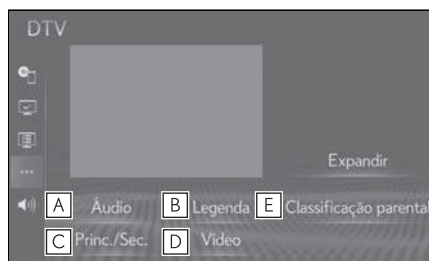 DTV
Expandir
A Áudio B Legenda E Classificação parental
C Princ./Sec. D Vídeo